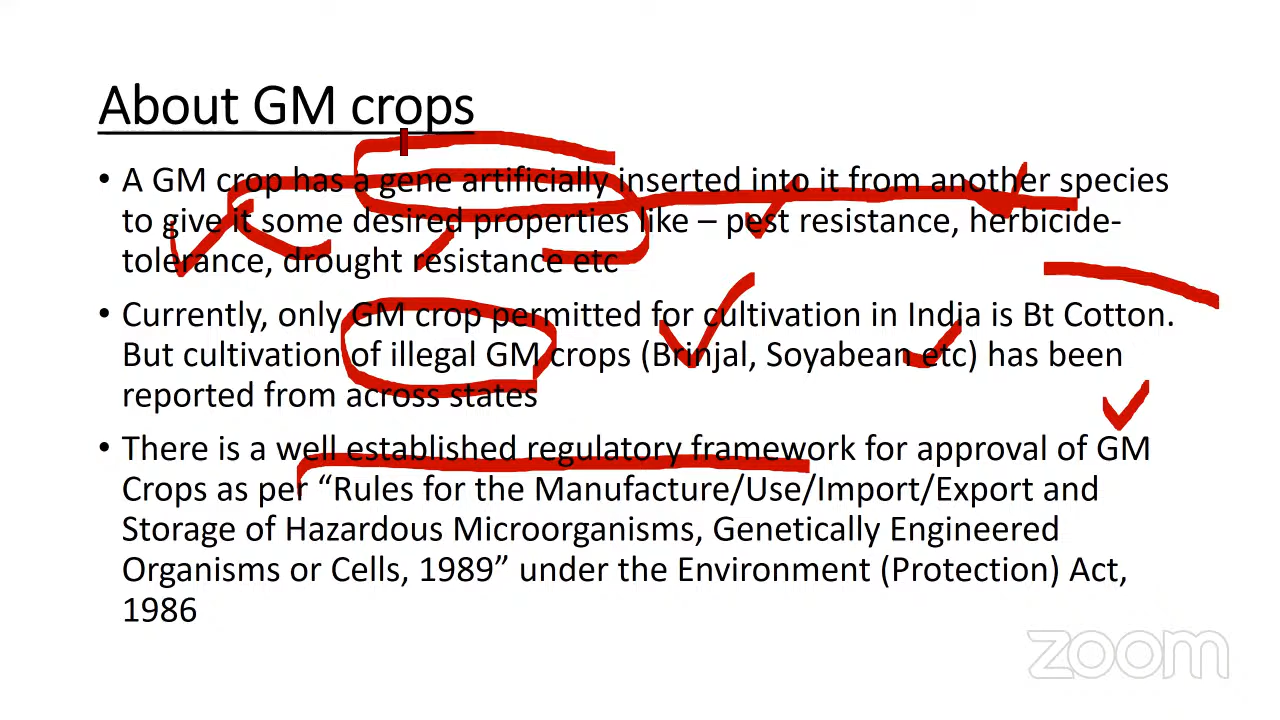 About GM crops
• A GM crop has a gene artificially inserted into it from another species
to give it some desired properties like – pest resistance, herbicide-
tolerance, drought resistance etc
• Currently, only GM crop permitted for cultivation in India is Bt Cotton.
But cultivation of illegal GM crops (Brinjal, Soyabean etc) has been
reported from across states
• There is a well established regulatory framework for approval of GM
Crops as per “Rules for the Manufacture/Use/Import/Export and
Storage of Hazardous Microorganisms, Genetically Engineered
Organisms or Cells, 1989” under the Environment (Protection) Act,
1986
zoom